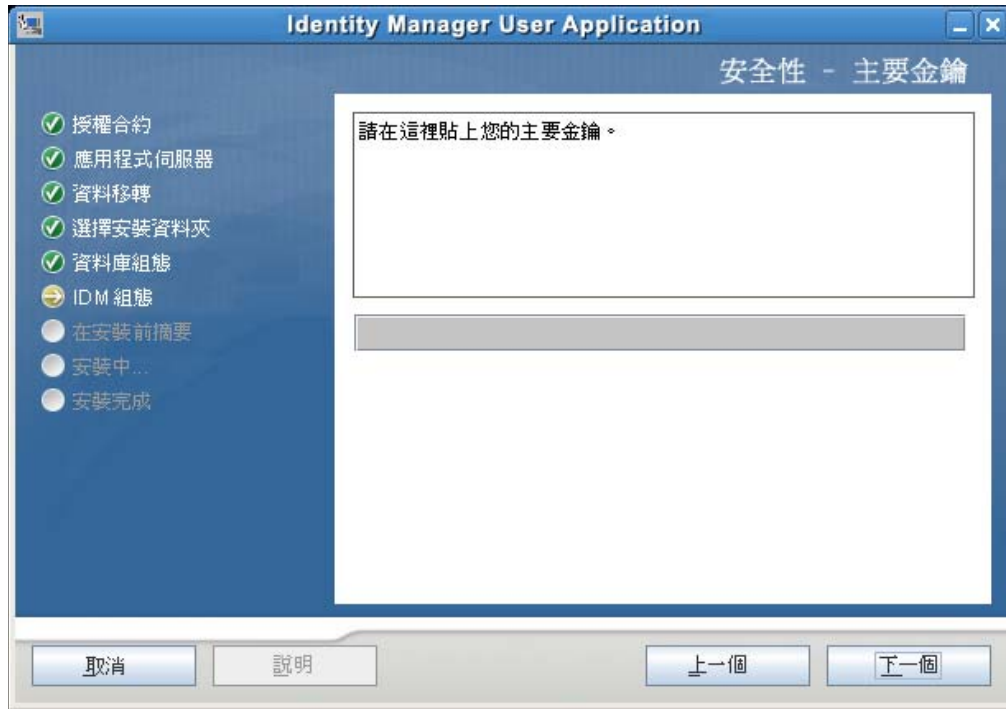 Identity Manager User Application
安全性 - 主要金鑰
授權合約
應用程式伺服器
資料移轉
選擇安裝資料夾
資料庫組態
IDM 組態
在安裝前摘要
安裝中...
安裝完成
請在這裡貼上您的主要金鑰。
取消
說明
上一個
下一個